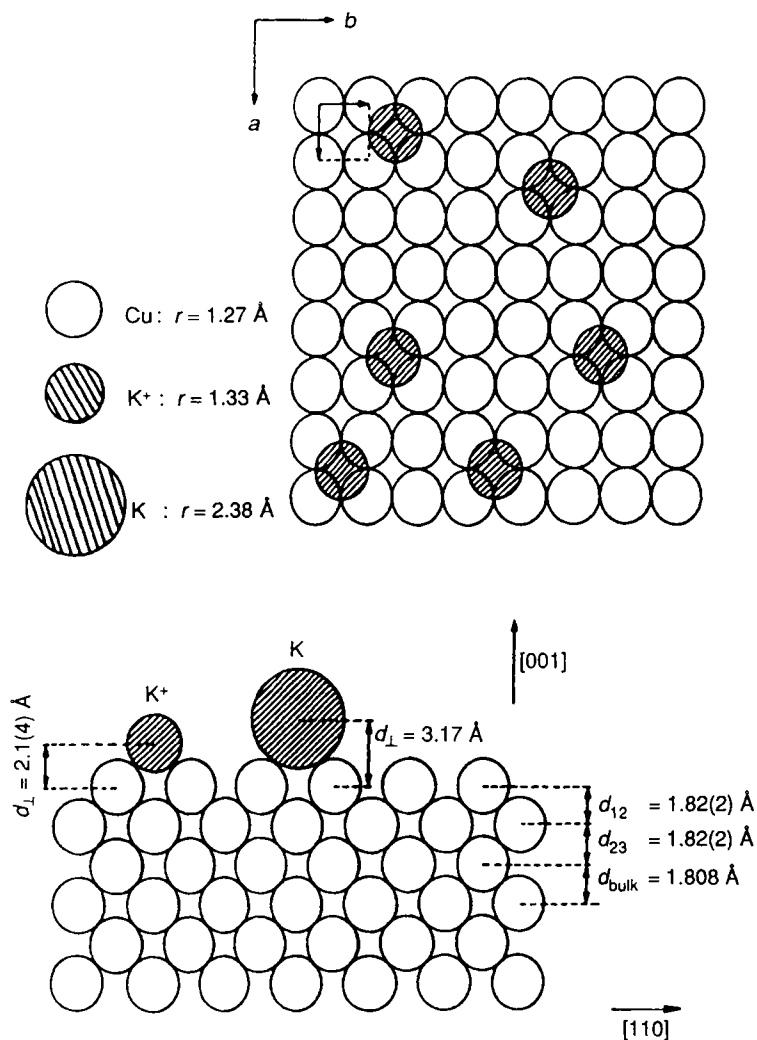 b
a
Cu : r = 1.27 Å
K⁺ : r = 1.33 Å
K : r = 2.38 Å
[001]
K⁺
K
d⊥ = 2.1(4) Å
d⊥ = 3.17 Å
d₁₂ = 1.82(2) Å
d₂₃ = 1.82(2) Å
d_bulk = 1.808 Å
[110]